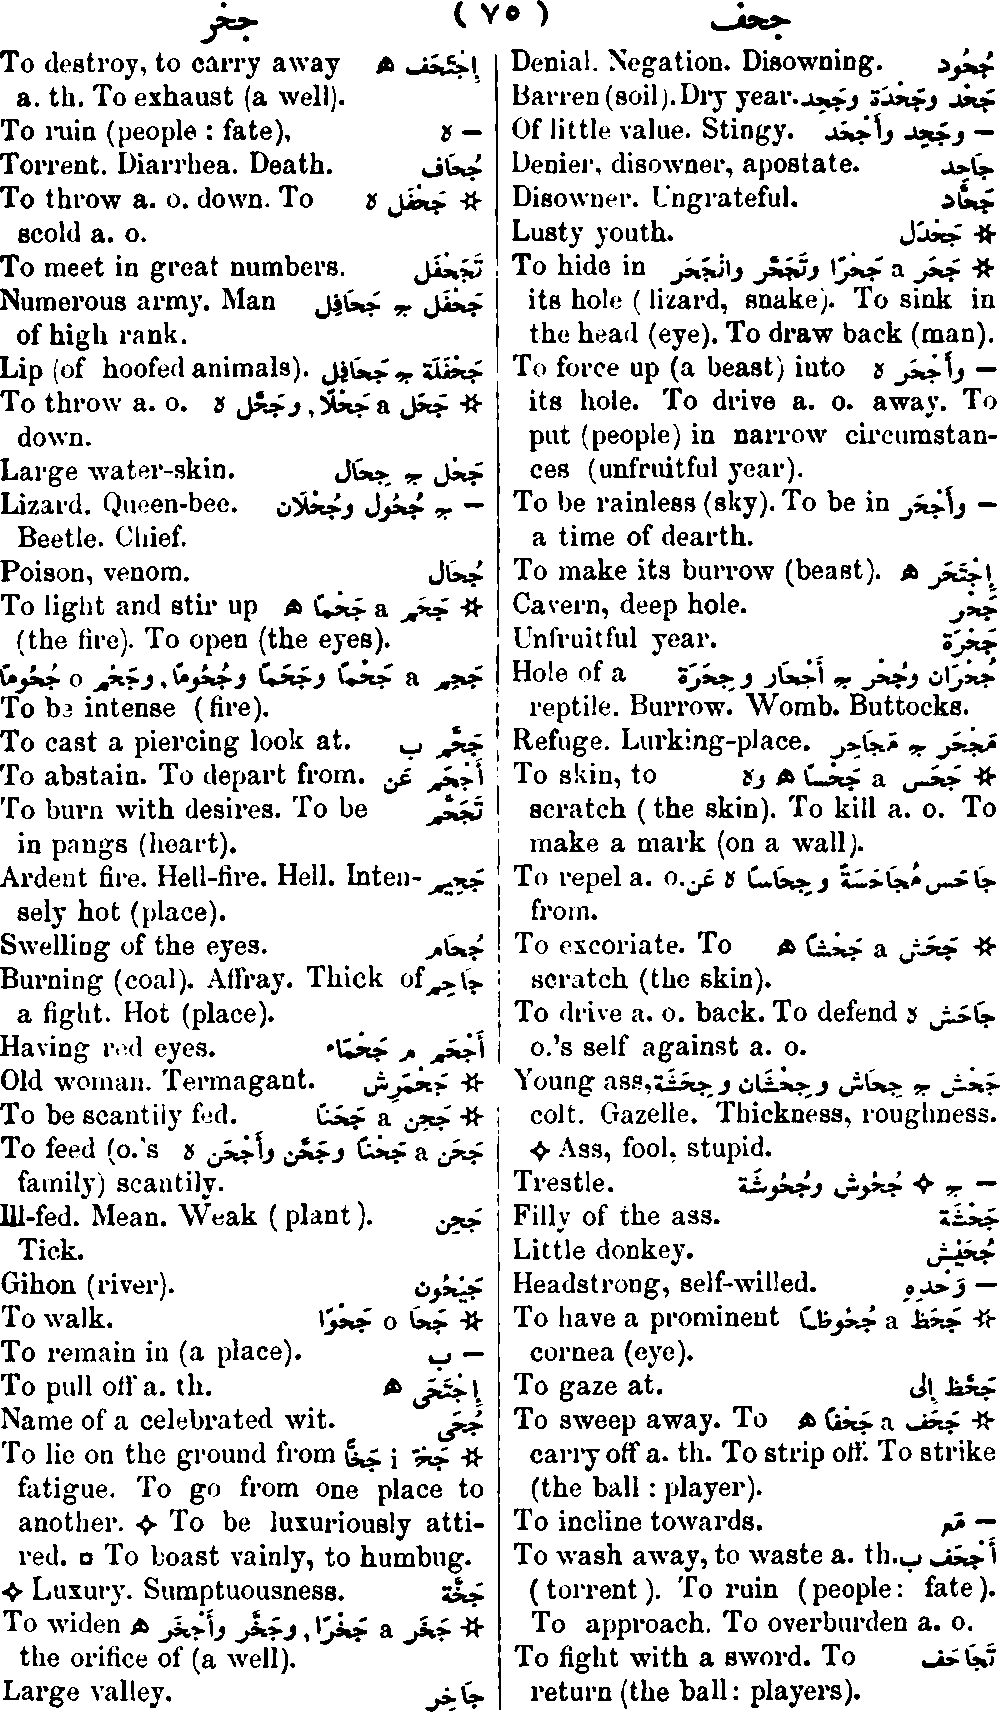 جحف ( ٧٥ ) جخر
Denial. Negation. Disowning. جُحُود
Barren (soil). Dry year. جَحْد وجَحْدَة وجَحِد
Of little value. Stingy. — وجَحِد وأَجْحَد
Denier, disowner, apostate. جَاحِد
Disowner. Ungrateful. جَحَّاد
Lusty youth. ✲ جَحْدَل
To hide in ✲ جَحَر a جَحْرًا وتَجَحَّر وانْجَحَر
its hole (lizard, snake). To sink in
the head (eye). To draw back (man).
To force up (a beast) into — وأَجْحَر ه
its hole. To drive a. o. away. To
put (people) in narrow circumstan-
ces (unfruitful year).
To be rainless (sky). To be in — وأَجْحَر
a time of dearth.
To make its burrow (beast). إِجْتَحَر ه
Cavern, deep hole. جَحْر
Unfruitful year. جَحْرَة
Hole of a جُحْرَان وجُحْر ج أَجْحَار وجِحَرَة
reptile. Burrow. Womb. Buttocks.
Refuge. Lurking-place. مَجْحَر ج مَجَاحِر
To skin, to ✲ جَحَس a جَحْسًا ه وه
scratch (the skin). To kill a. o. To
make a mark (on a wall).
To repel a. o. جَاحَس مُجَاحَسَةً وجِحَاسًا ه عَن
from.
To excoriate. To ✲ جَحَش a جَحْشًا ه
scratch (the skin).
To drive a. o. back. To defend جَاحَش ه
o.'s self against a. o.
Young ass, جَحْش ج جِحَاش وجِحْشَان وجِحَشَة
colt. Gazelle. Thickness, roughness.
✧ Ass, fool, stupid.
Trestle. — ج ✧ جُحُوش وجُحُوشَة
Filly of the ass. جَحْشَة
Little donkey. جُحَيْش
Headstrong, self-willed. — وَحْدِهِ
To have a prominent ✲ جَحَظ a جُحُوظًا
cornea (eye).
To gaze at. جَحَّظ إِلى
To sweep away. To ✲ جَحَف a جَحْفًا ه
carry off a. th. To strip off. To strike
(the ball : player).
To incline towards. — مَع
To wash away, to waste a. th. أَجْحَف ب
(torrent). To ruin (people: fate).
To approach. To overburden a. o.
To fight with a sword. To تَجَاحَف
return (the ball: players).
To destroy, to carry away إِجْتَحَف ه
a. th. To exhaust (a well).
To ruin (people : fate), — ه
Torrent. Diarrhea. Death. جُحَاف
To throw a. o. down. To ✲ جَحْفَل ه
scold a. o.
To meet in great numbers. تَجَحْفَل
Numerous army. Man جَحْفَل ج جَحَافِل
of high rank.
Lip (of hoofed animals). جَحْفَلَة ج جَحَافِل
To throw a. o. ✲ جَحَل a جَحْلًا, وجَحَّل ه
down.
Large water-skin. جَحْل ج جِحَال
Lizard. Queen-bee. — ج جُحُول وجُحْلَان
Beetle. Chief.
Poison, venom. جُحَال
To light and stir up ✲ جَحَم a جَحْمًا ه
(the fire). To open (the eyes).
جَحِم a جَحْمًا وجَحَمًا وجُحُومًا, وجَحُم o جُحُومًا
To be intense (fire).
To cast a piercing look at. جَحَّم ب
To abstain. To depart from. أَجْحَم عَن
To burn with desires. To be تَجَحَّم
in pangs (heart).
Ardent fire. Hell-fire. Hell. Inten- جَحِيم
sely hot (place).
Swelling of the eyes. جُحَام
Burning (coal). Affray. Thick of جَاحِم
a fight. Hot (place).
Having red eyes. أَجْحَم م جَحْمَاء
Old woman. Termagant. ✲ جَحْمَرِش
To be scantily fed. ✲ جَحِن a جَحَنًا
To feed (o.'s جَحَن a جَحْنًا وجَحَّن وأَجْحَن ه
family) scantily.
Ill-fed. Mean. Weak (plant). جَحِن
Tick.
Gihon (river). جَيْحُون
To walk. ✲ جَحَا o جَحْوًا
To remain in (a place). — ب
To pull off a. th. إِجْتَحَى ه
Name of a celebrated wit. جُحَى
To lie on the ground from ✲ جَخَّ i جَخًّا
fatigue. To go from one place to
another. ✧ To be luxuriously atti-
red. ▫ To boast vainly, to humbug.
✧ Luxury. Sumptuousness. جَخَّة
To widen ✲ جَخَر a جَخْرًا, وجَخَّر وأَجْخَر ه
the orifice of (a well).
Large valley. جَاخِر